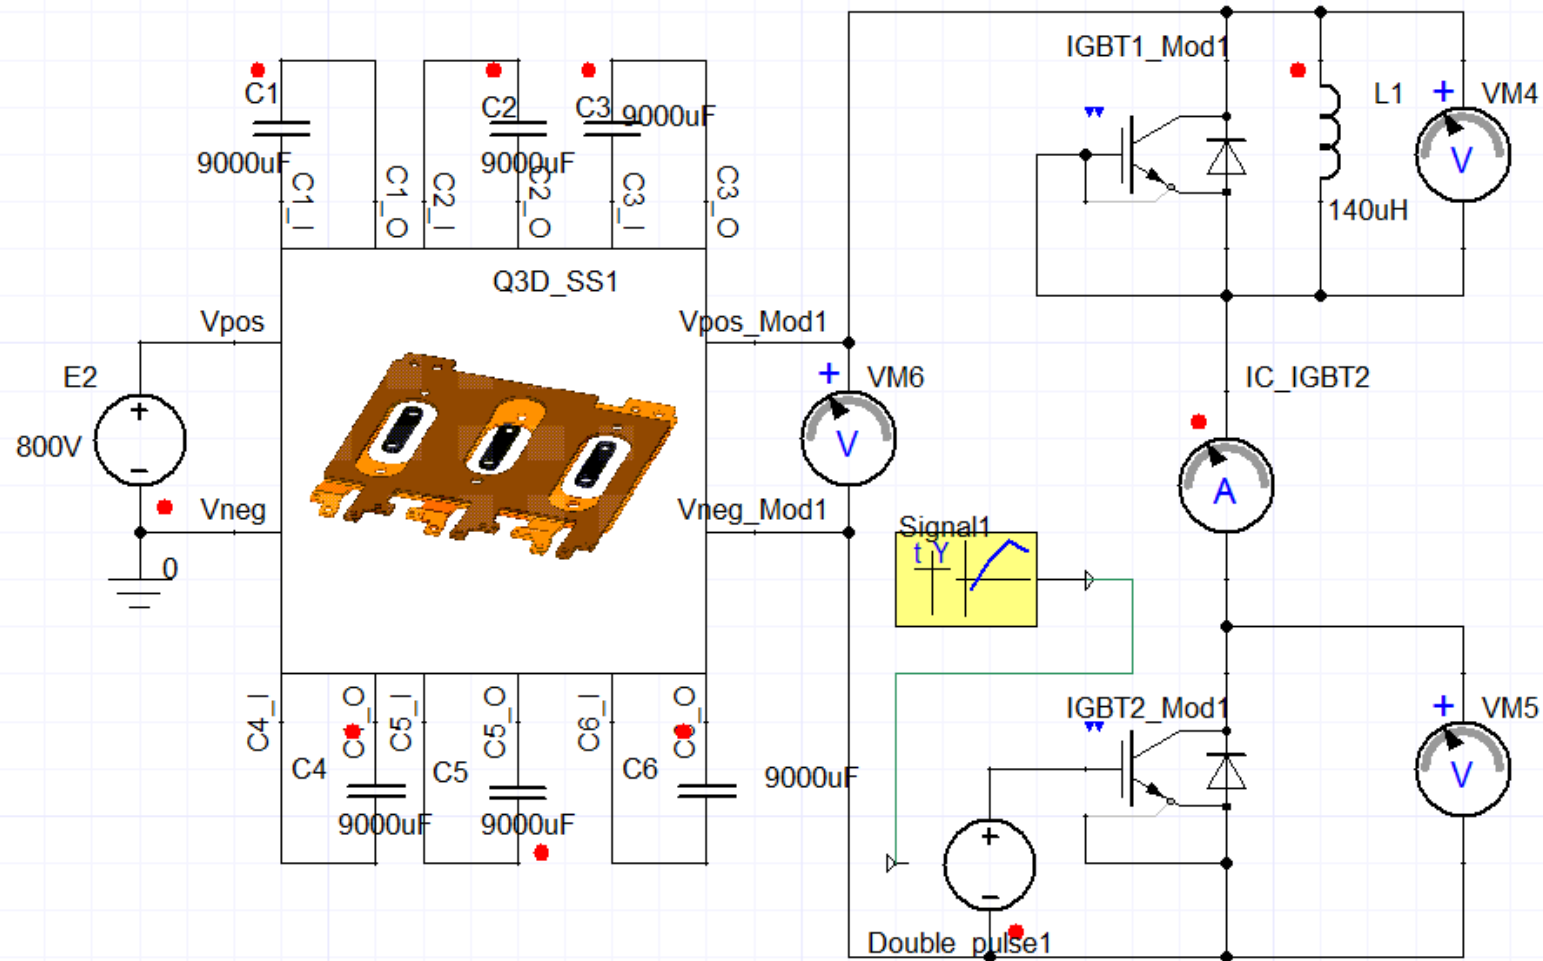 IGBT1_Mod1
C1
C2
C3
9000uF
L1
VM4
V
9000uF
9000uF
C1_I
C1_O
C2_I
C2_O
C3_I
C3_O
140uH
Q3D_SS1
Vpos
Vpos_Mod1
E2
+
VM6
IC_IGBT2
800V
V
A
Vneg
Vneg_Mod1
Signal1
t Y
0
C4_I
C5_I
C5_O
C6_I
IGBT2_Mod1
VM5
C4
C5
C6
9000uF
V
9000uF
9000uF
Double_pulse1